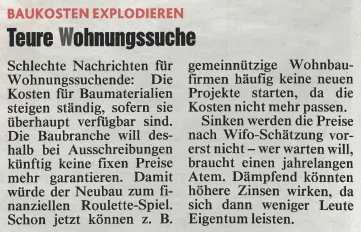 BAUKOSTEN EXPLODIEREN
Teure Wohnungssuche
Schlechte Nachrichten für
Wohnungssuchende: Die
Kosten für Baumaterialien
steigen ständig, sofern sie
überhaupt verfügbar sind.
Die Baubranche will des-
halb bei Ausschreibungen
künftig keine fixen Preise
mehr garantieren. Damit
würde der Neubau zum fi-
nanziellen Roulette-Spiel.
Schon jetzt können z. B.
gemeinnützige Wohnbau-
firmen häufig keine neuen
Projekte starten, da die
Kosten nicht mehr passen.
Sinken werden die Preise
nach Wifo-Schätzung vor-
erst nicht – wer warten will,
braucht einen jahrelangen
Atem. Dämpfend könnten
höhere Zinsen wirken, da
sich dann weniger Leute
Eigentum leisten.